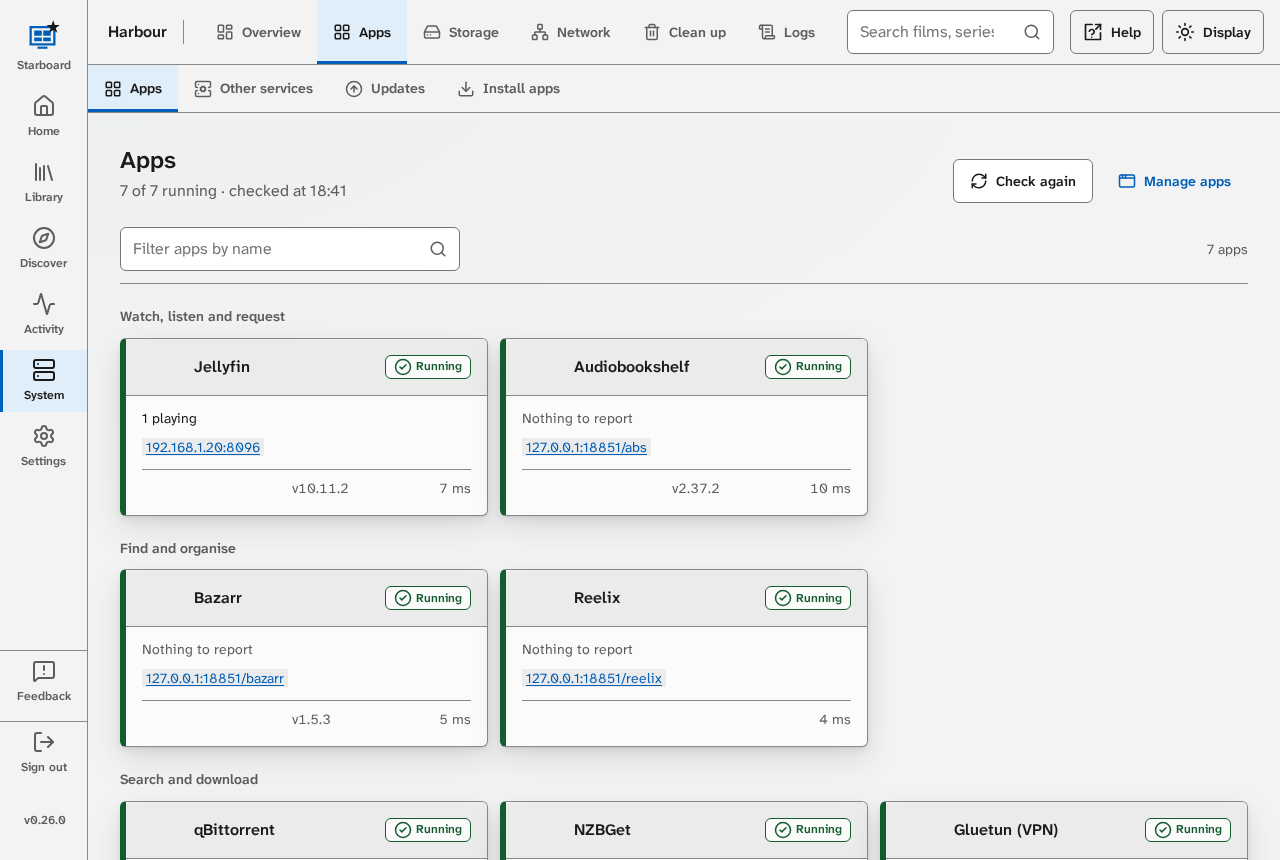 Starboard
Home
Library
Discover
Activity
System
Settings
Feedback
Sign out
v0.26.0
Harbour
Overview
Apps
Storage
Network
Clean up
Logs
Search films, series
Help
Display
Apps
Other services
Updates
Install apps
Apps
7 of 7 running · checked at 18:41
Check again
Manage apps
Filter apps by name
7 apps
Watch, listen and request
Jellyfin
Running
1 playing
192.168.1.20:8096
v10.11.2
7 ms
Audiobookshelf
Running
Nothing to report
127.0.0.1:18851/abs
v2.37.2
10 ms
Find and organise
Bazarr
Running
Nothing to report
127.0.0.1:18851/bazarr
v1.5.3
5 ms
Reelix
Running
Nothing to report
127.0.0.1:18851/reelix
4 ms
Search and download
qBittorrent
Running
NZBGet
Running
Gluetun (VPN)
Running